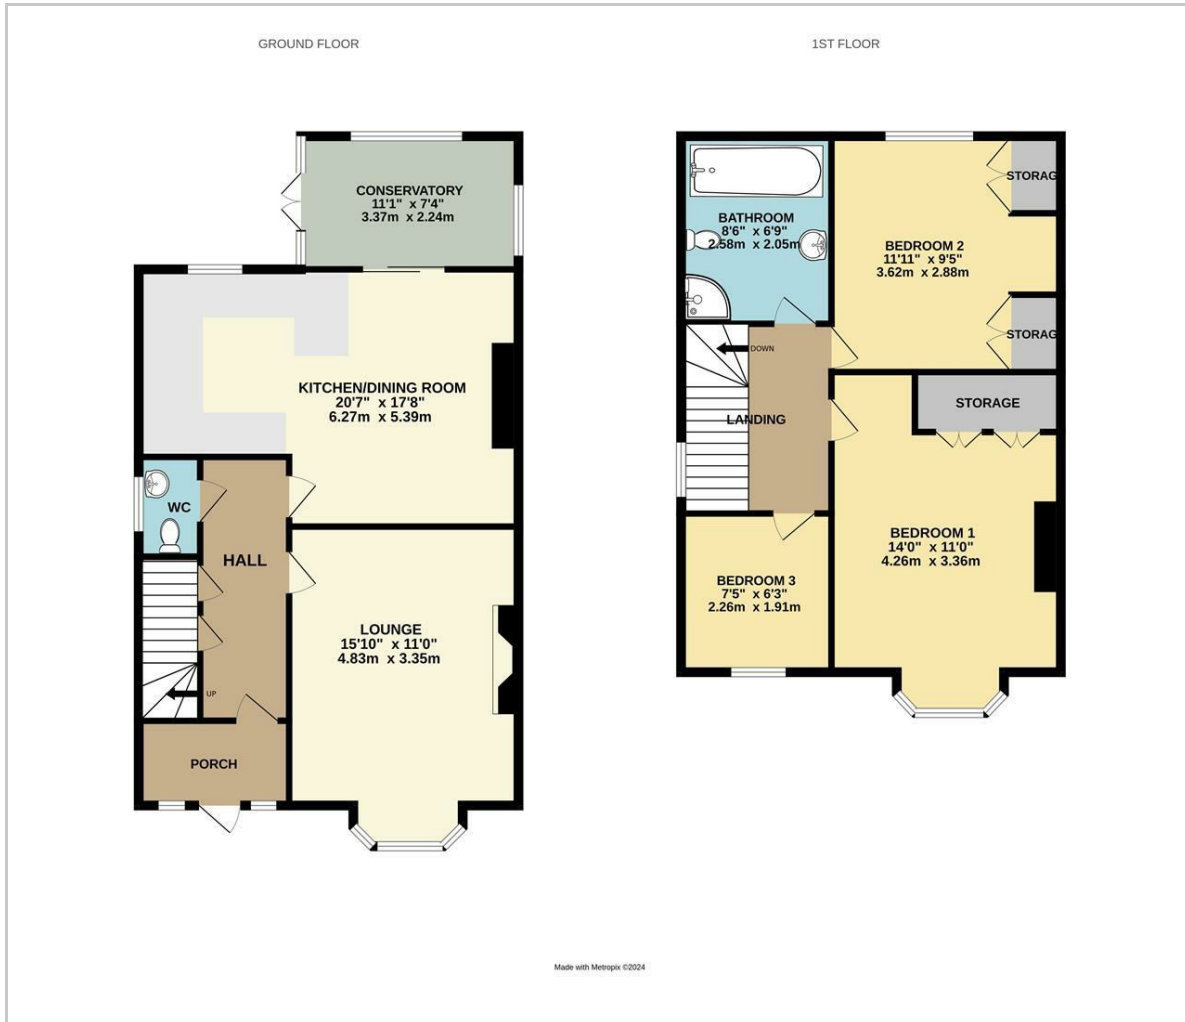 GROUND FLOOR
CONSERVATORY
11'1" x 7'4"
3.37m x 2.24m
KITCHEN/DINING ROOM
20'7" x 17'8"
6.27m x 5.39m
WC
HALL
LOUNGE
15'10" x 11'0"
4.83m x 3.35m
UP
PORCH
1ST FLOOR
BATHROOM
8'6" x 6'9"
2.58m x 2.05m
STORAG
BEDROOM 2
11'11" x 9'5"
3.62m x 2.88m
STORAG
DOWN
LANDING
STORAGE
BEDROOM 1
14'0" x 11'0"
4.26m x 3.36m
BEDROOM 3
7'5" x 6'3"
2.26m x 1.91m
Made with Metropix ©2024